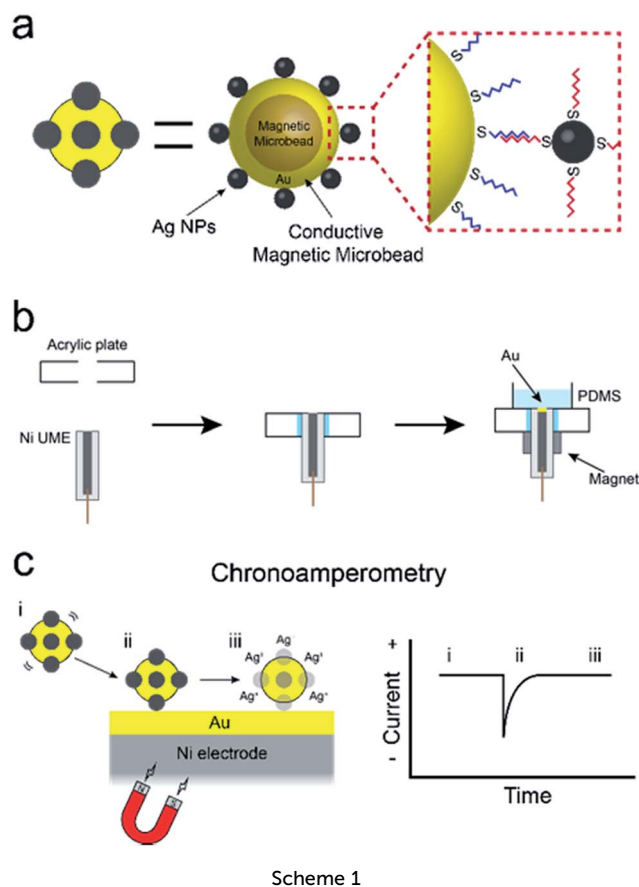 a
Magnetic
Microbead
Au
Ag NPs
Conductive
Magnetic Microbead
S
S
S
S
S
S
S
S
S
b
Acrylic plate
Ni UME
Au
PDMS
Magnet
c
Chronoamperometry
i
ii
iii
Ag⁺
Ag⁺
Ag⁺
Ag⁺
Au
Ni electrode
N
S
+
Current
-
i
ii
iii
Time
Scheme 1